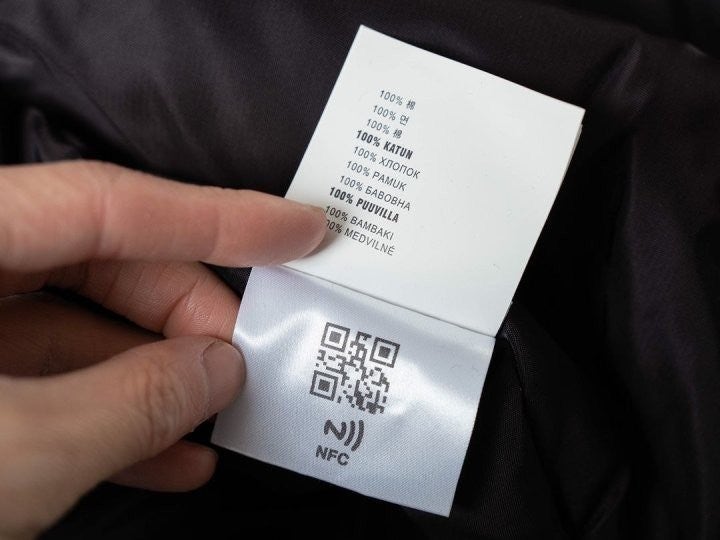 100% 棉
100% 면
100% 棉
100% KATUN
100% ХЛОПОК
100% PAMUK
100% БАВОВНА
100% PUUVILLA
100% BAMBAKI
00% MEDVILNĖ
NFC